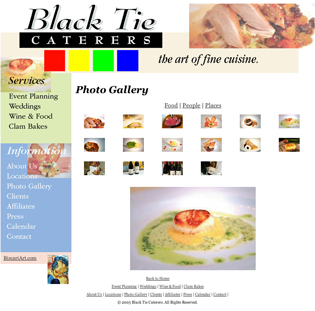 Black Tie
CATERERS
the art of fine cuisine.
Services
Event Planning
Weddings
Wine & Food
Clam Bakes
Information
About Us
Locations
Photo Gallery
Clients
Affiliates
Press
Calendar
Contact
BizzariArt.com
Photo Gallery
Food | People | Places
Back to Home
Event Planning | Weddings | Wine & Food | Clam Bakes
About Us | Locations | Photo Gallery | Clients | Affiliates | Press | Calendar | Contact |
© 2005 Black Tie Caterers. All Rights Reserved.